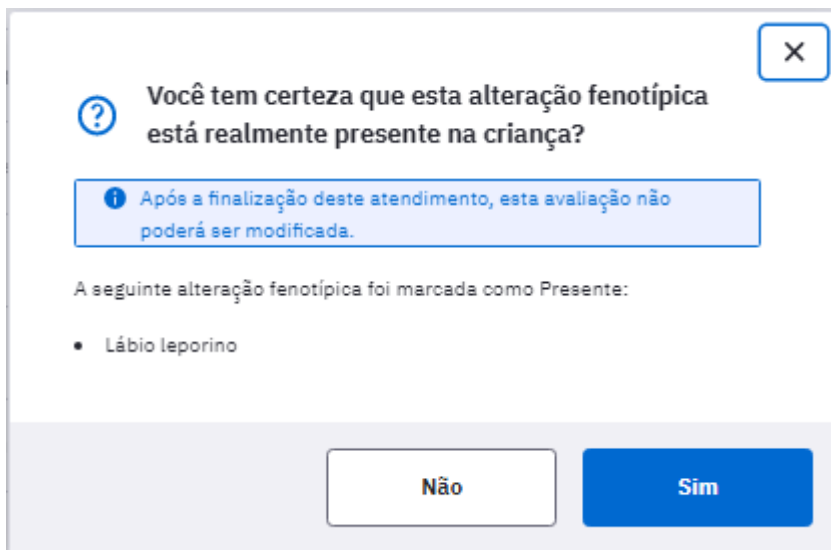 Você tem certeza que esta alteração fenotípica
está realmente presente na criança?
Após a finalização deste atendimento, esta avaliação não
poderá ser modificada.
A seguinte alteração fenotípica foi marcada como Presente:
• Lábio leporino
Não
Sim